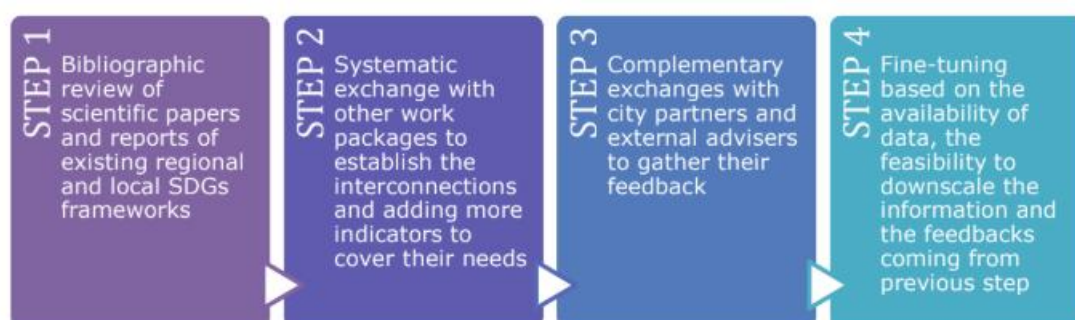 STEP 1
Bibliographic
review of
scientific papers
and reports of
existing regional
and local SDGs
frameworks
STEP 2
Systematic
exchange with
other work
packages to
establish the
interconnections
and adding more
indicators to
cover their needs
STEP 3
Complementary
exchanges with
city partners and
external advisers
to gather their
feedback
STEP 4
Fine-tuning
based on the
availability of
data, the
feasibility to
downscale the
information and
the feedbacks
coming from
previous step